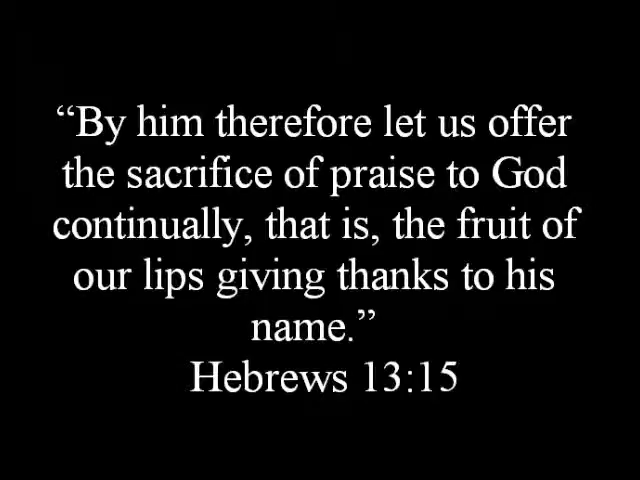 “By him therefore let us offer
the sacrifice of praise to God
continually, that is, the fruit of
our lips giving thanks to his
name.”
Hebrews 13:15